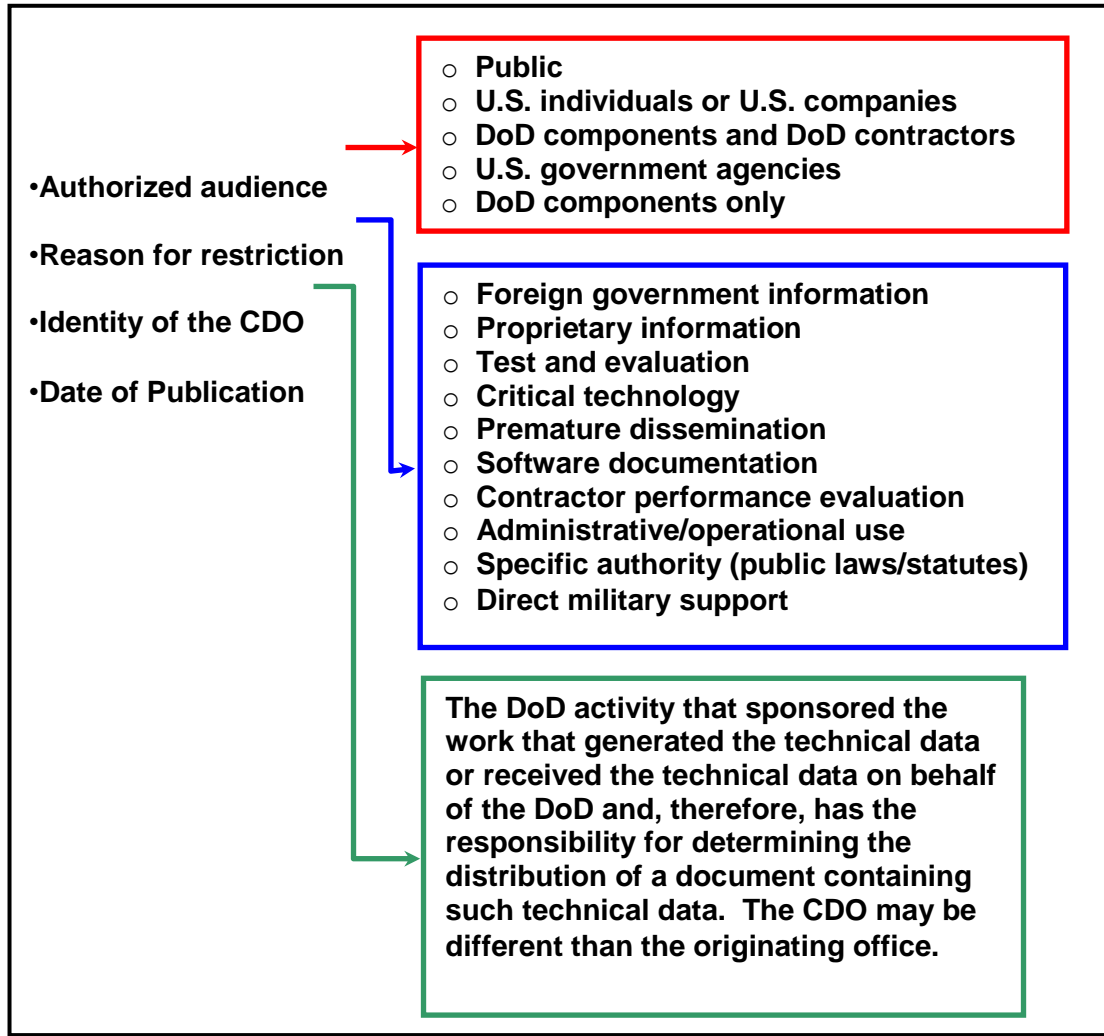 •Authorized audience
•Reason for restriction
•Identity of the CDO
•Date of Publication
○ Public
○ U.S. individuals or U.S. companies
○ DoD components and DoD contractors
○ U.S. government agencies
○ DoD components only
○ Foreign government information
○ Proprietary information
○ Test and evaluation
○ Critical technology
○ Premature dissemination
○ Software documentation
○ Contractor performance evaluation
○ Administrative/operational use
○ Specific authority (public laws/statutes)
○ Direct military support
The DoD activity that sponsored the
work that generated the technical data
or received the technical data on behalf
of the DoD and, therefore, has the
responsibility for determining the
distribution of a document containing
such technical data.  The CDO may be
different than the originating office.